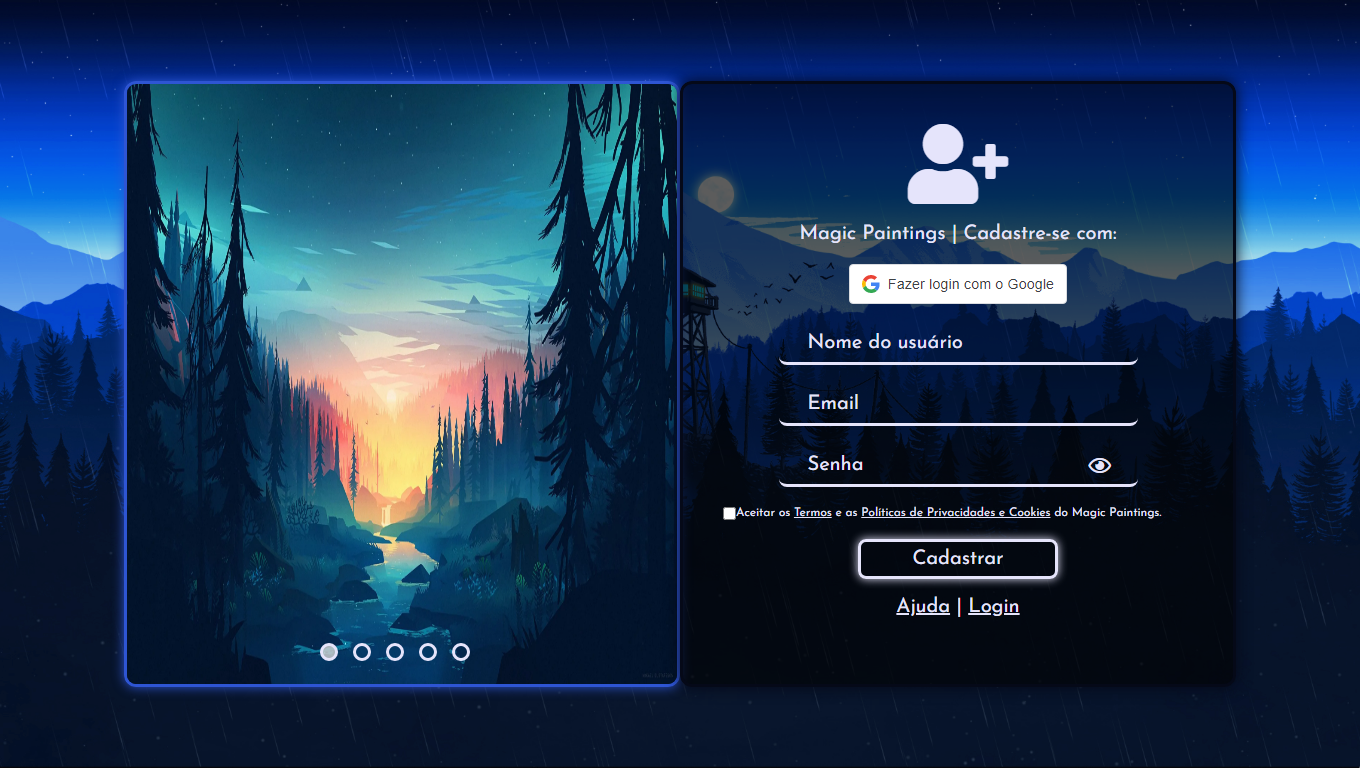 Magic Paintings | Cadastre-se com:
Fazer login com o Google
Nome do usuário
Email
Senha
Aceitar os Termos e as Políticas de Privacidades e Cookies do Magic Paintings.
Cadastrar
Ajuda | Login